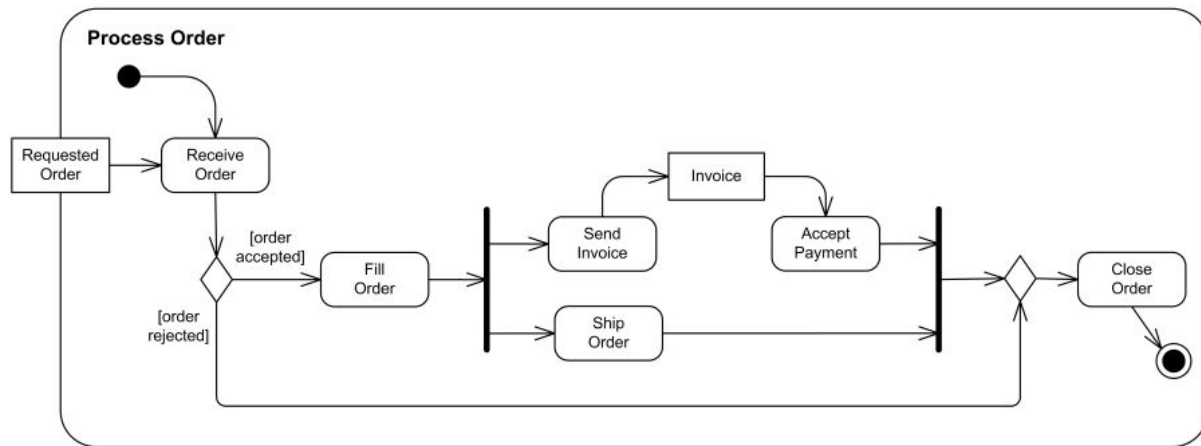 Process Order
Requested
Order
Receive
Order
[order
accepted]
[order
rejected]
Fill
Order
Send
Invoice
Invoice
Accept
Payment
Ship
Order
Close
Order